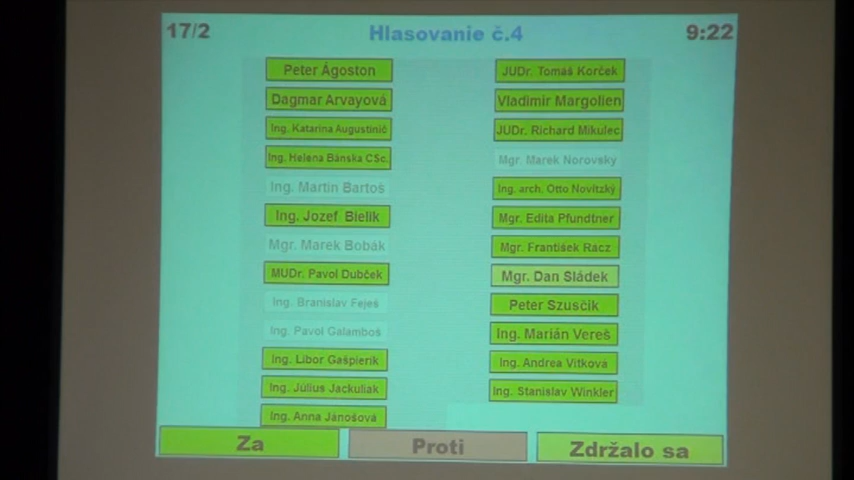 17/2 Hlasovanie č.4 9:22
Peter Ágoston
Dagmar Arvayová
Ing. Katarína Augustinič
Ing. Helena Bánska CSc.
Ing. Martin Bartoš
Ing. Jozef Bielik
Mgr. Marek Bobák
MUDr. Pavol Dubček
Ing. Branislav Feješ
Ing. Pavol Galamboš
Ing. Libor Gašpierik
Ing. Július Jackuliak
Ing. Anna Jánošová
JUDr. Tomáš Korček
Vladimír Margolien
JUDr. Richard Mikulec
Mgr. Marek Norovský
Ing. arch. Otto Novitzký
Mgr. Edita Pfundtner
Mgr. František Rácz
Mgr. Dan Sládek
Peter Szusčík
Ing. Marián Vereš
Ing. Andrea Vítková
Ing. Stanislav Winkler
Za Proti Zdržalo sa